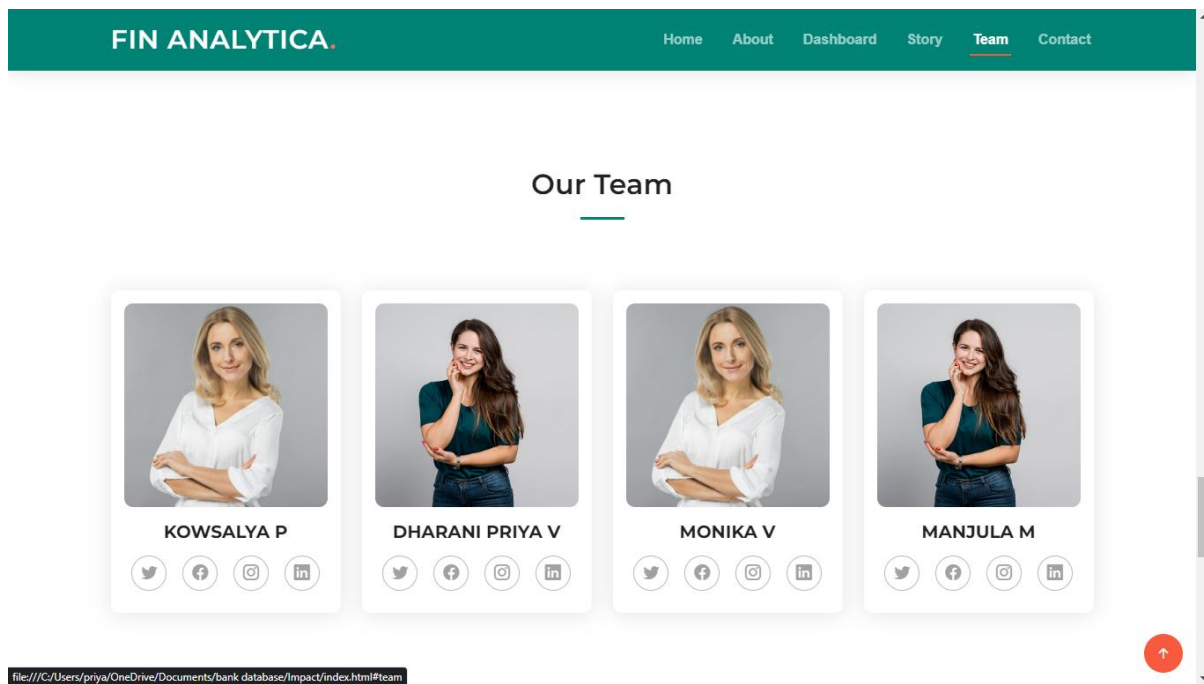 FIN ANALYTICA.
Home About Dashboard Story Team Contact
Our Team
KOWSALYA P
DHARANI PRIYA V
MONIKA V
MANJULA M
file:///C:/Users/priya/OneDrive/Documents/bank database/Impact/index.html#team